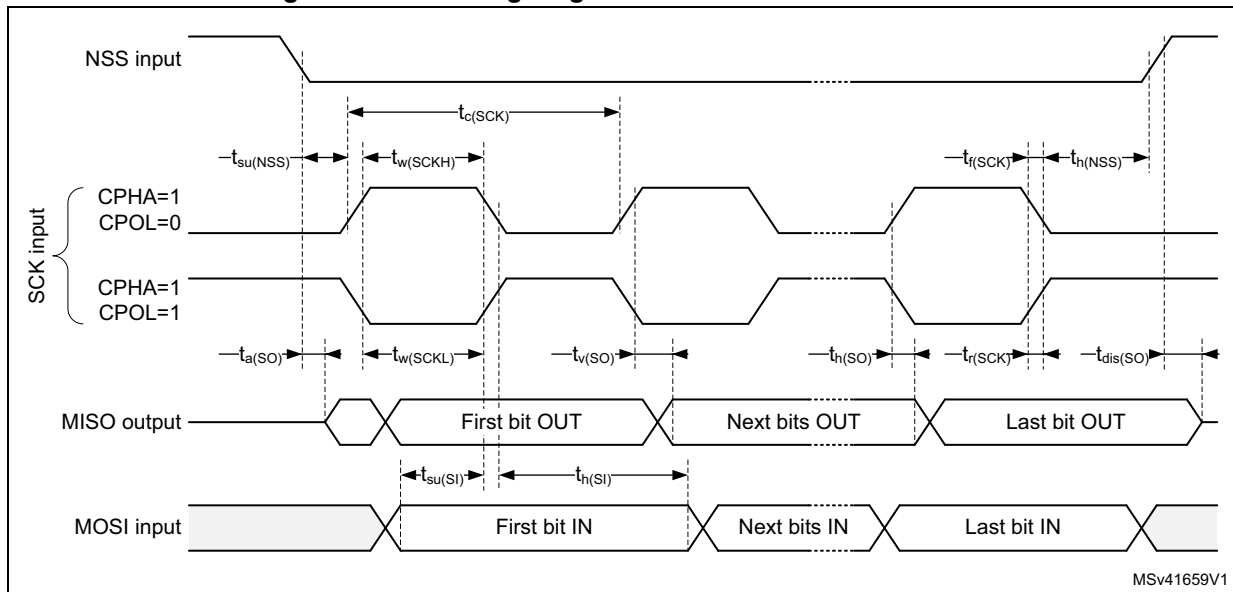 NSS input
tc(SCK)
tsu(NSS)
tw(SCKH)
tf(SCK)
th(NSS)
SCK input
CPHA=1
CPOL=0
CPHA=1
CPOL=1
ta(SO)
tw(SCKL)
tv(SO)
th(SO)
tr(SCK)
tdis(SO)
MISO output
First bit OUT
Next bits OUT
Last bit OUT
tsu(SI)
th(SI)
MOSI input
First bit IN
Next bits IN
Last bit IN
MSv41659V1